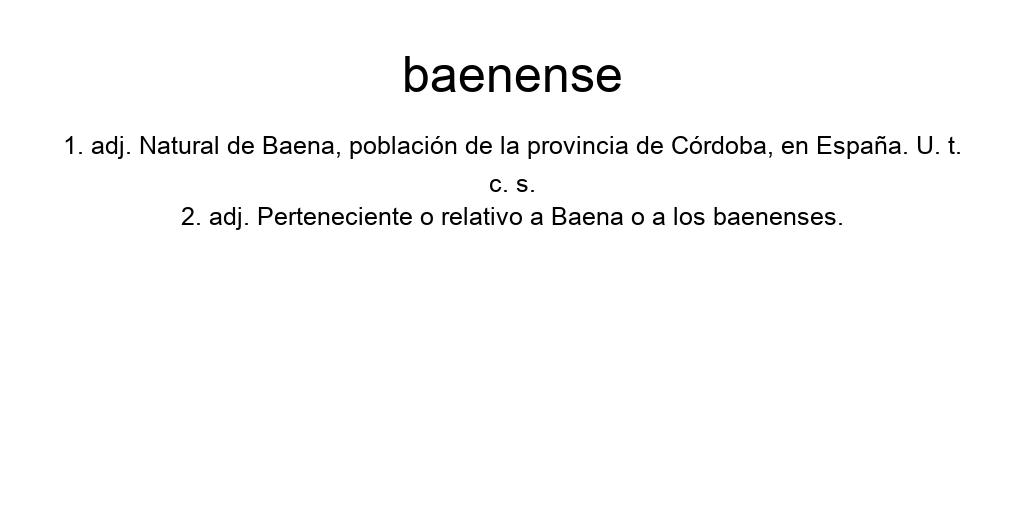 baenense
1. adj. Natural de Baena, población de la provincia de Córdoba, en España. U. t.
c. s.
2. adj. Perteneciente o relativo a Baena o a los baenenses.